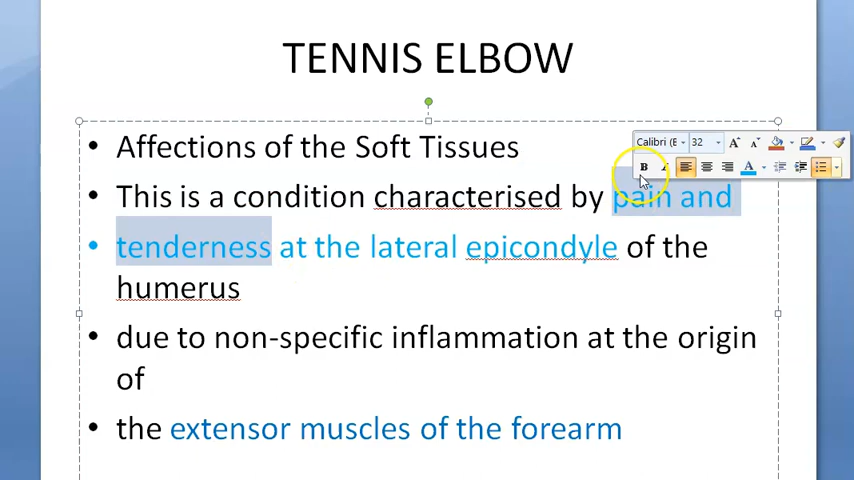 TENNIS ELBOW
• Affections of the Soft Tissues
Calibri (E 32
• This is a condition characterised by pain and
• tenderness at the lateral epicondyle of the
humerus
• due to non-specific inflammation at the origin
of
• the extensor muscles of the forearm